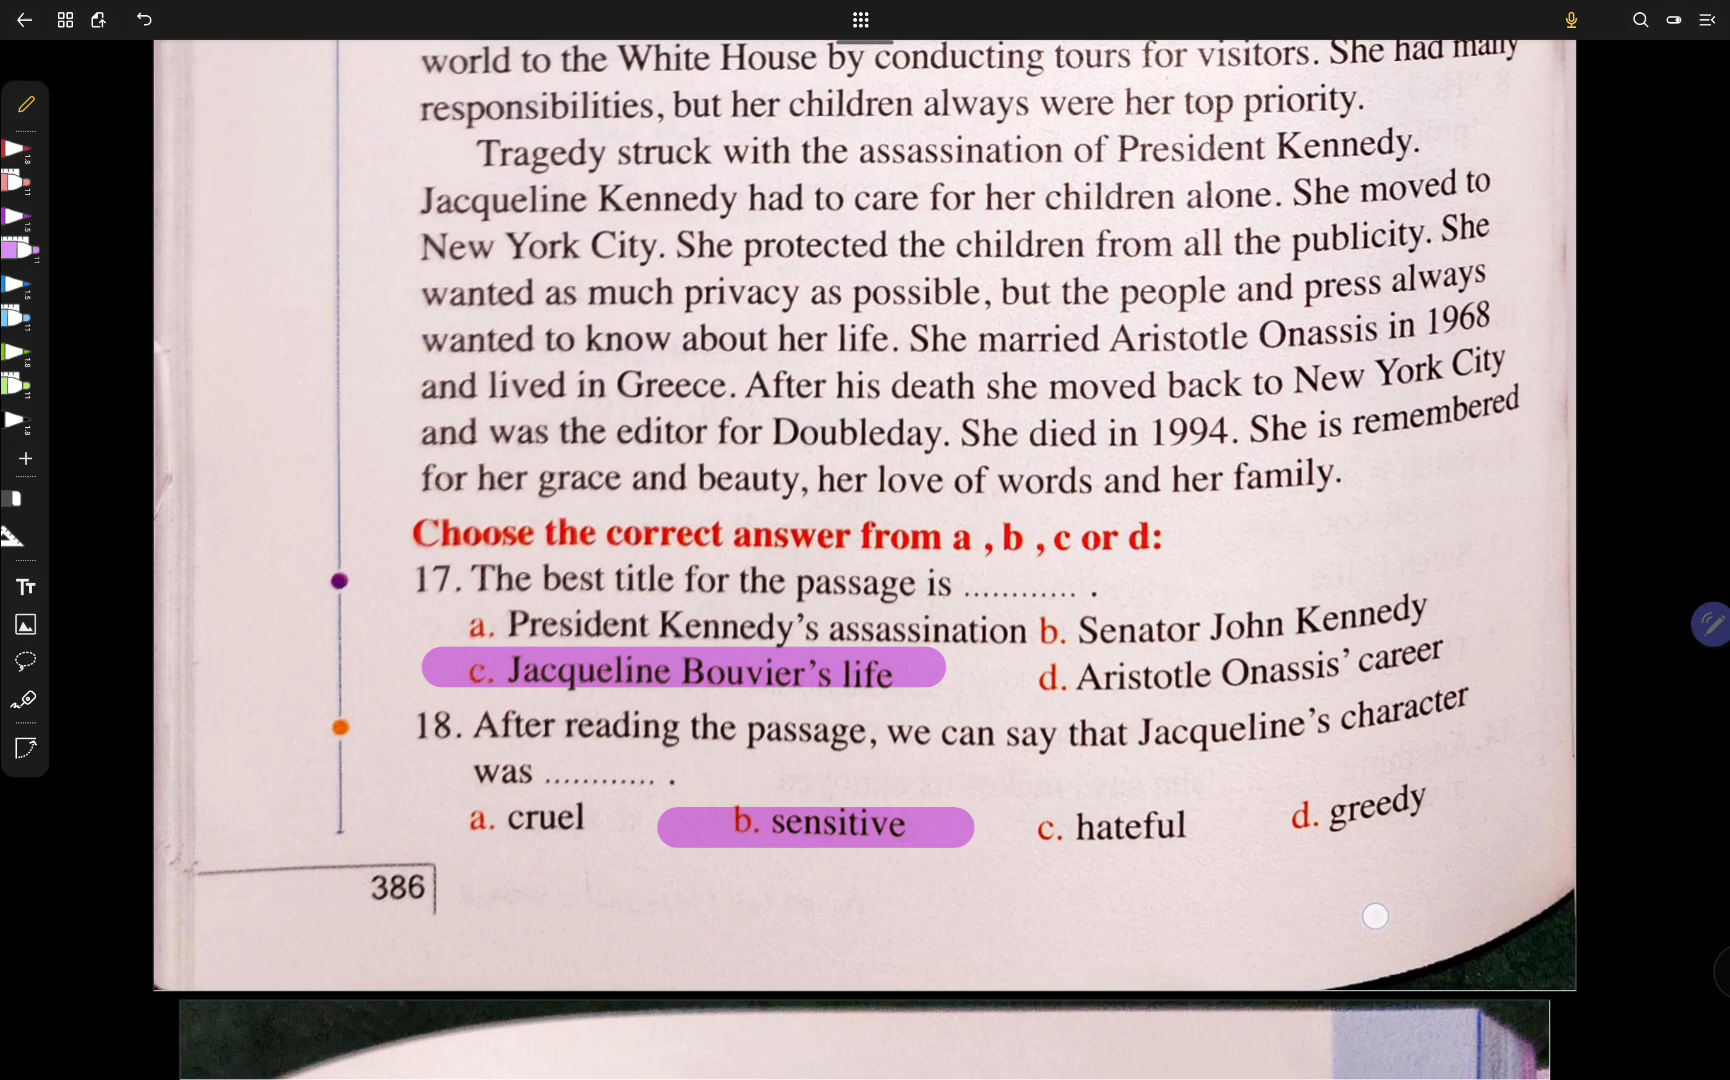 world to the White House by conducting tours for visitors. She had many
responsibilities, but her children always were her top priority.
Tragedy struck with the assassination of President Kennedy.
Jacqueline Kennedy had to care for her children alone. She moved to
New York City. She protected the children from all the publicity. She
wanted as much privacy as possible, but the people and press always
wanted to know about her life. She married Aristotle Onassis in 1968
and lived in Greece. After his death she moved back to New York City
and was the editor for Doubleday. She died in 1994. She is remembered
for her grace and beauty, her love of words and her family.
Choose the correct answer from a , b , c or d:
17. The best title for the passage is ............ .
a. President Kennedy's assassination b. Senator John Kennedy
c. Jacqueline Bouvier's life d. Aristotle Onassis' career
18. After reading the passage, we can say that Jacqueline's character
was ............ .
a. cruel b. sensitive c. hateful d. greedy
386